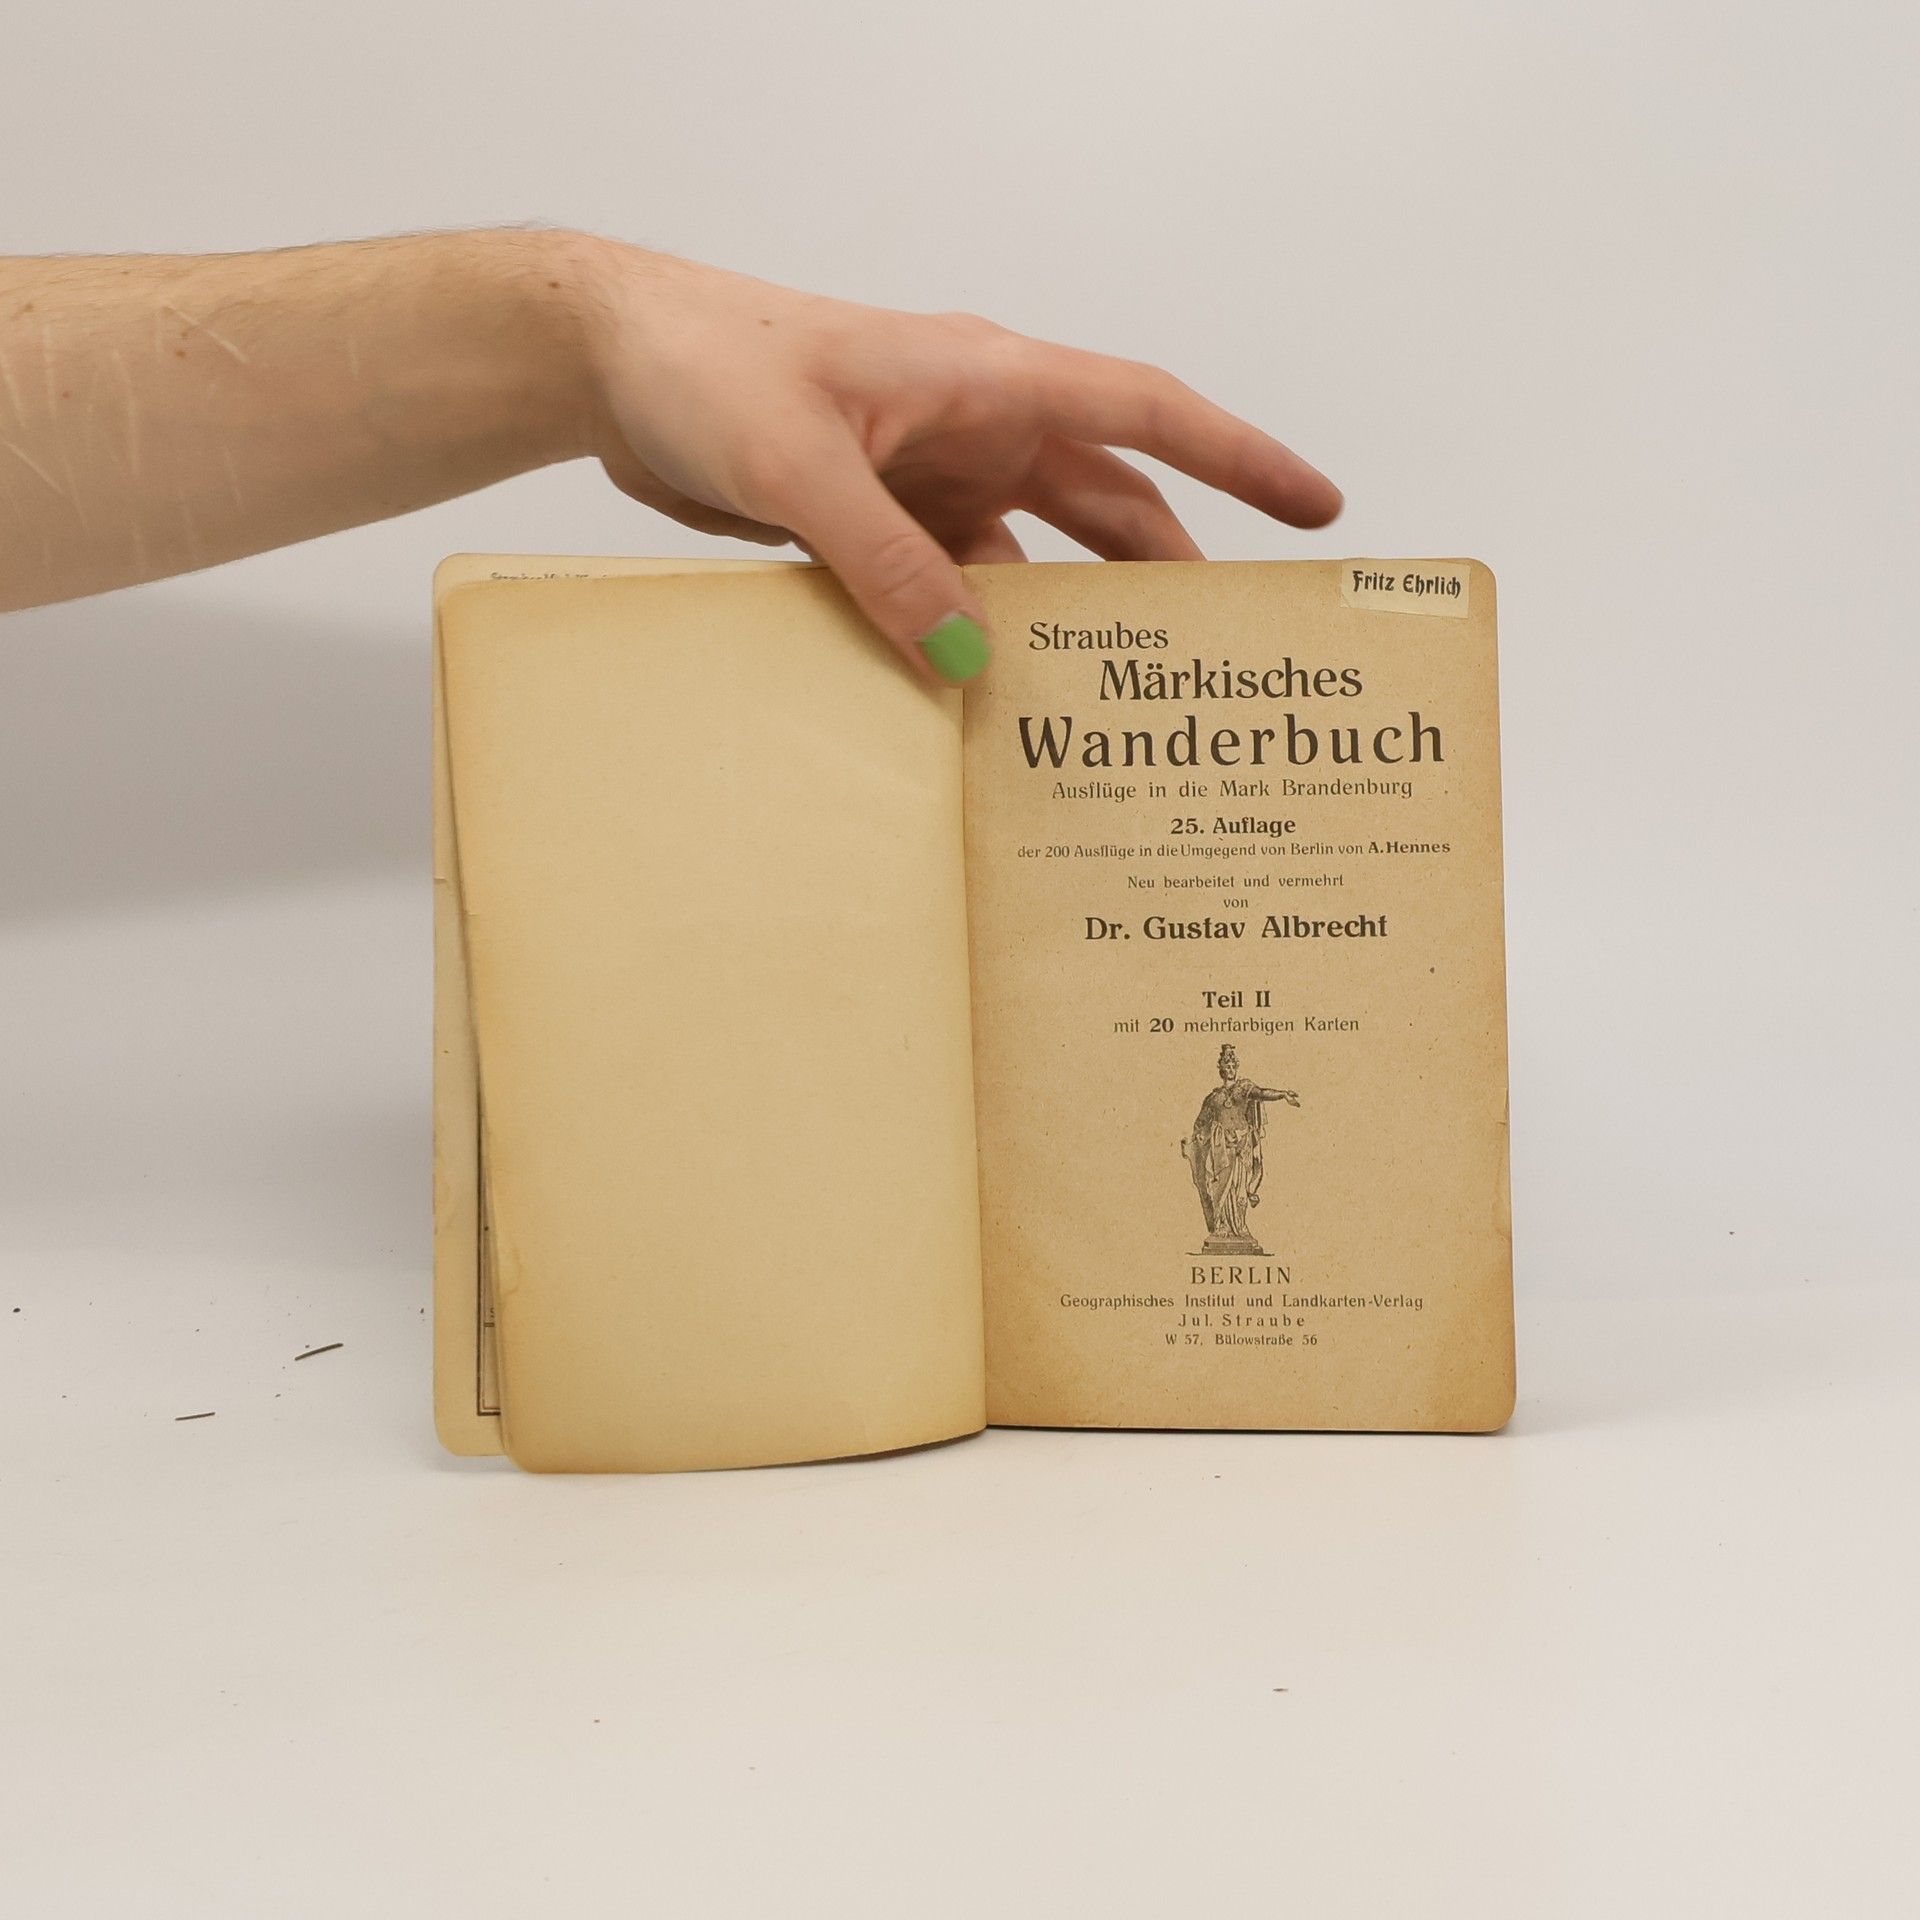 Fritz Ehrlich
Straubes
Märkisches
Wanderbuch
Ausflüge in die Mark Brandenburg
25. Auflage
der 200 Ausflüge in die Umgegend von Berlin von A. Hennes
Neu bearbeitet und vermehrt
von
Dr. Gustav Albrecht
Teil II
mit 20 mehrfarbigen Karten
BERLIN
Geographisches Institut und Landkarten-Verlag
Jul. Straube
W 57, Bülowstraße 56